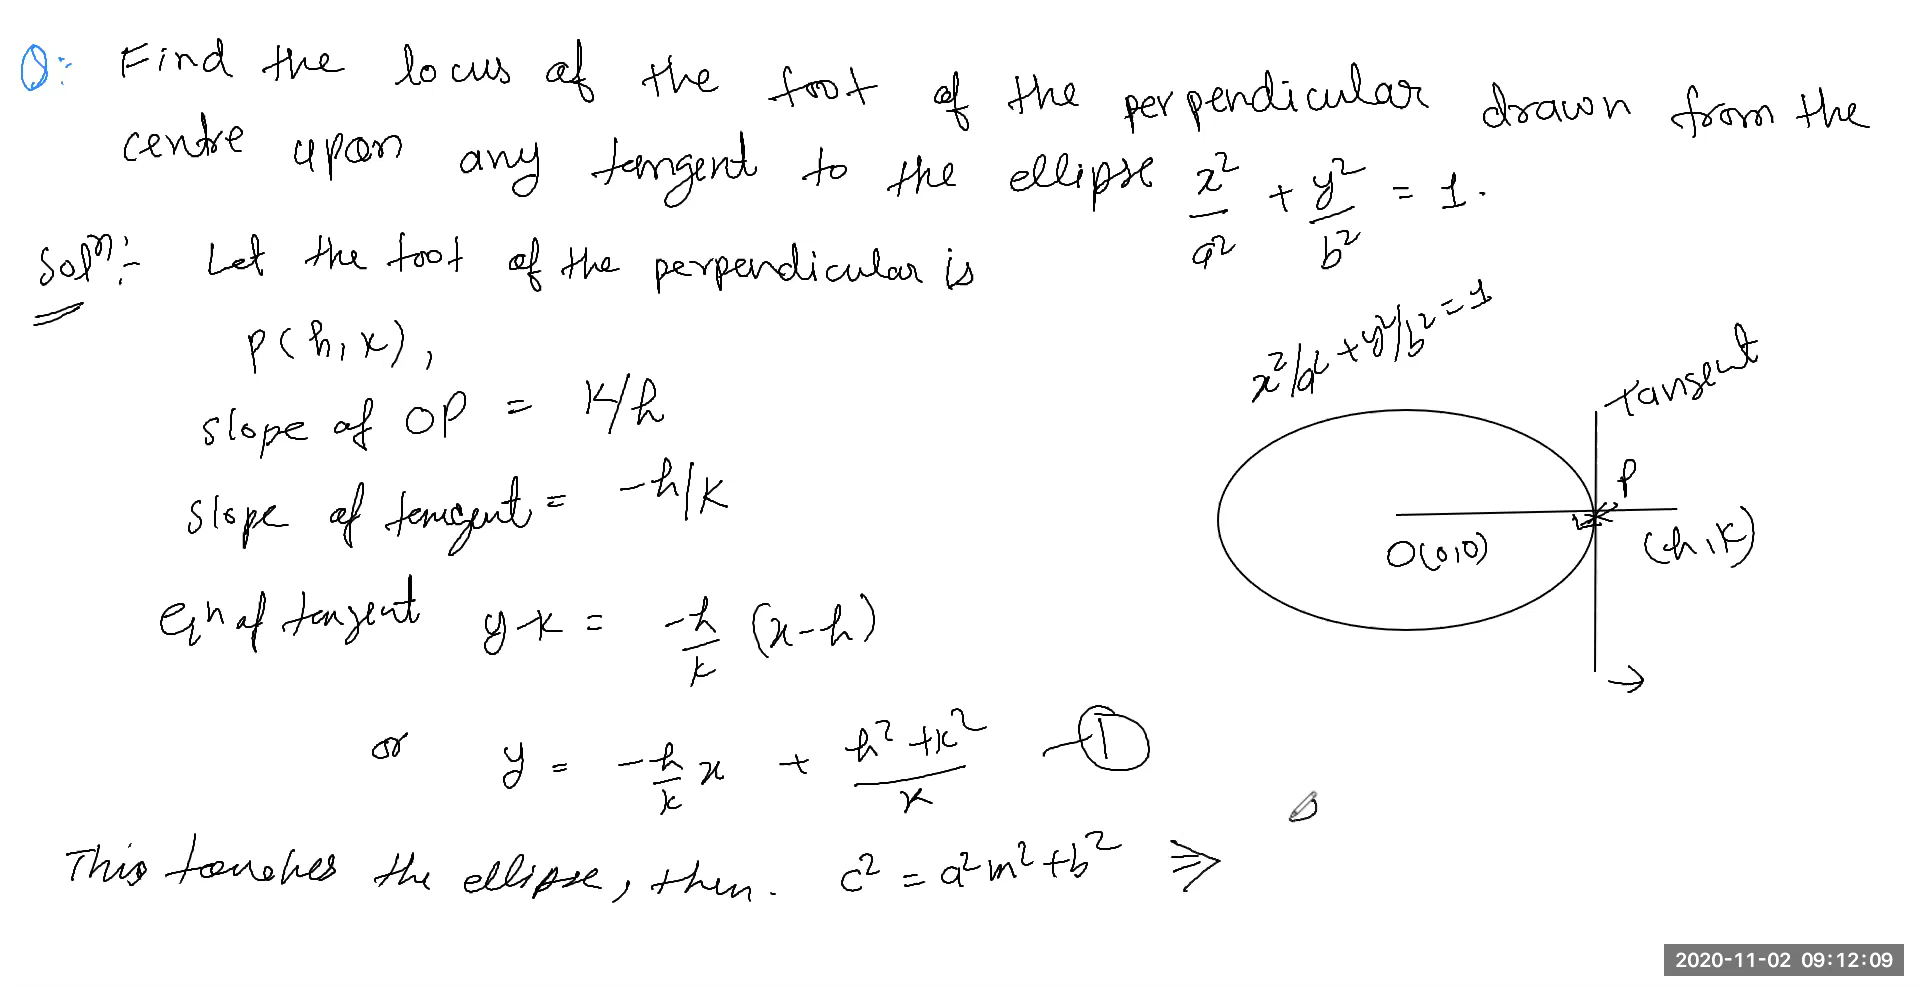 Q:- Find the locus of the foot of the perpendicular drawn from the
centre upon any tangent to the ellipse x²/a² + y²/b² = 1.
Solⁿ:- Let the foot of the perpendicular is
P(h, k),
slope of OP = k/h
slope of tangent = -h/k
Eqn of tangent y-k = -h/k (x-h)
or y = -h/k x + h²+k²/k —①
This touches the ellipse, then. c² = a²m²+b² ⇒
x²/a² + y²/b² = 1
Tangent
P
O(0,0)
(h, k)
2020-11-02 09:12:09